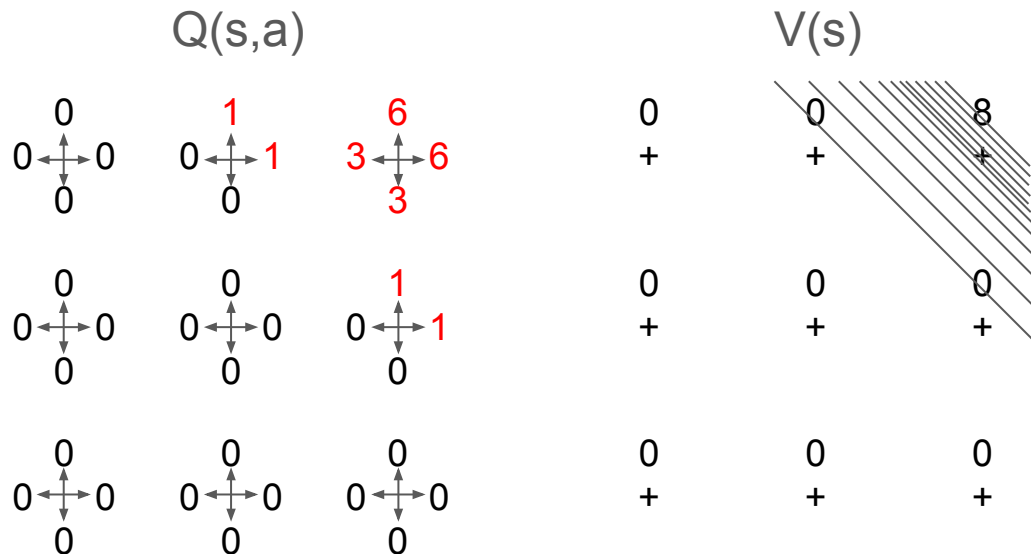 Q(s,a) V(s)
0 1 6 0 0 8
0 0 0 1 3 6 + + +
0 0 3
0 0 1 0 0 0
0 0 0 0 0 1 + + +
0 0 0
0 0 0 0 0 0
0 0 0 0 0 0 + + +
0 0 0